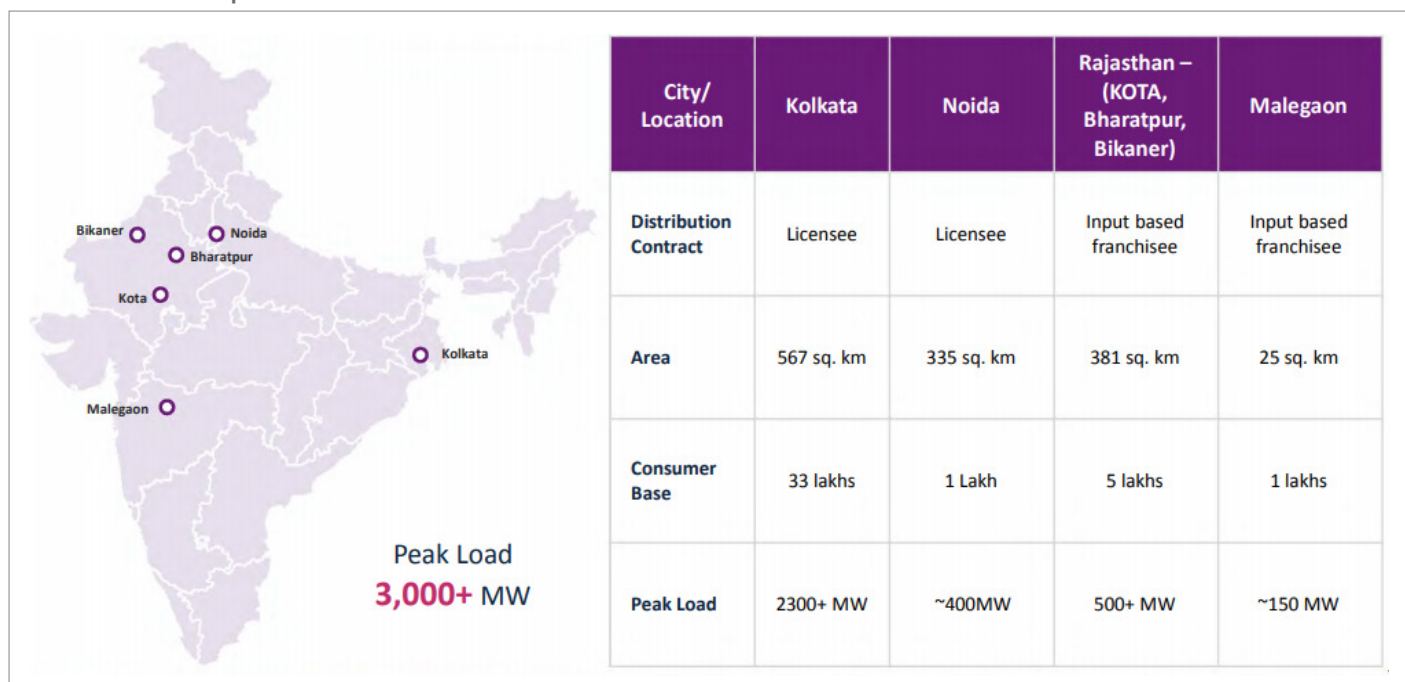 Bikaner
Noida
Bharatpur
Kota
Kolkata
Malegaon
Peak Load
3,000+ MW
City/
Location
Kolkata
Noida
Rajasthan –
(KOTA,
Bharatpur,
Bikaner)
Malegaon
Distribution
Contract
Licensee
Licensee
Input based
franchisee
Input based
franchisee
Area
567 sq. km
335 sq. km
381 sq. km
25 sq. km
Consumer
Base
33 lakhs
1 Lakh
5 lakhs
1 lakhs
Peak Load
2300+ MW
~400MW
500+ MW
~150 MW